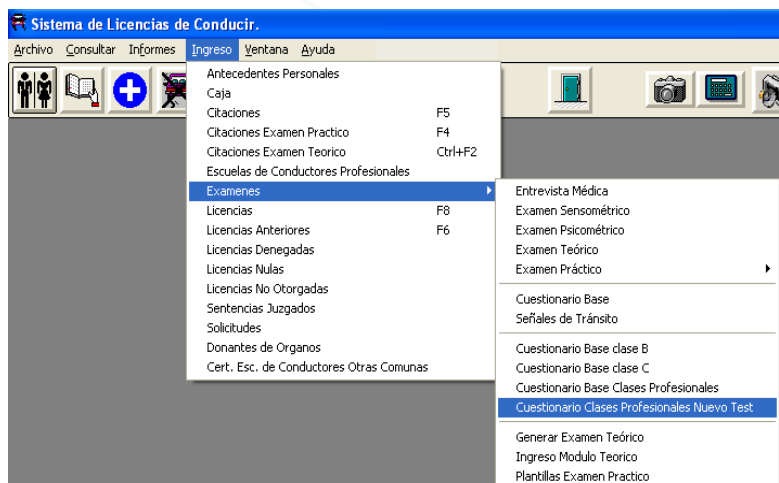 Sistema de Licencias de Conducir.
Archivo Consultar Informes Ingreso Ventana Ayuda
Antecedentes Personales
Caja
Citaciones F5
Citaciones Examen Practico F4
Citaciones Examen Teorico Ctrl+F2
Escuelas de Conductores Profesionales
Examenes
Licencias F8
Licencias Anteriores F6
Licencias Denegadas
Licencias Nulas
Licencias No Otorgadas
Sentencias Juzgados
Solicitudes
Donantes de Organos
Cert. Esc. de Conductores Otras Comunas
Entrevista Médica
Examen Sensométrico
Examen Psicométrico
Examen Teórico
Examen Práctico
Cuestionario Base
Señales de Tránsito
Cuestionario Base clase B
Cuestionario Base clase C
Cuestionario Base Clases Profesionales
Cuestionario Clases Profesionales Nuevo Test
Generar Examen Teórico
Ingreso Modulo Teorico
Plantillas Examen Practico